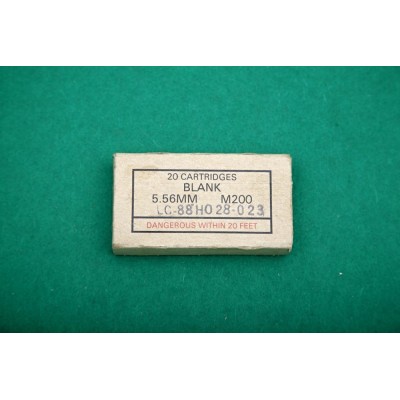 20 CARTRIDGES
BLANK
5.56MM M200
LC-88H028-023
DANGEROUS WITHIN 20 FEET